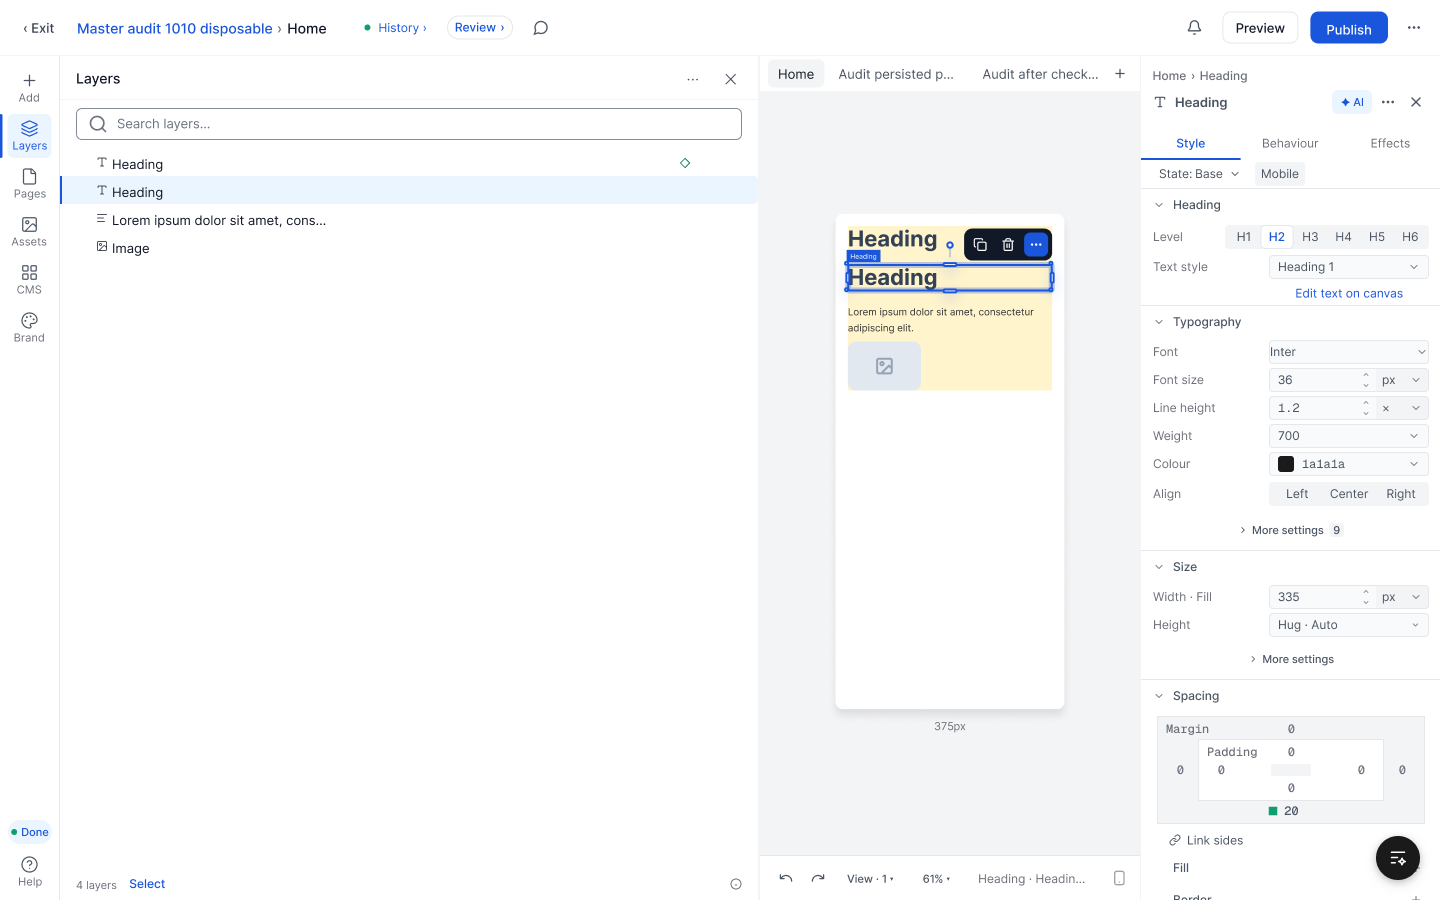 ‹ Exit
Master audit 1010 disposable › Home
History ›
Review ›
Preview
Publish
Add
Layers
Pages
Assets
CMS
Brand
Done
Help
Layers
Search layers...
Heading
Heading
Lorem ipsum dolor sit amet, cons...
Image
4 layers
Select
Home
Audit persisted p...
Audit after check...
Heading
Heading
Heading
Lorem ipsum dolor sit amet, consectetur
adipiscing elit.
375px
View · 1
61%
Heading · Headin...
Home › Heading
Heading
AI
Style
Behaviour
Effects
State: Base
Mobile
Heading
Level
H1 H2 H3 H4 H5 H6
Text style
Heading 1
Edit text on canvas
Typography
Font
Inter
Font size
36
px
Line height
1.2
×
Weight
700
Colour
1a1a1a
Align
Left
Center
Right
More settings 9
Size
Width · Fill
335
px
Height
Hug · Auto
More settings
Spacing
Margin
0
Padding
0
0
0
0
0
0
20
Link sides
Fill
Border